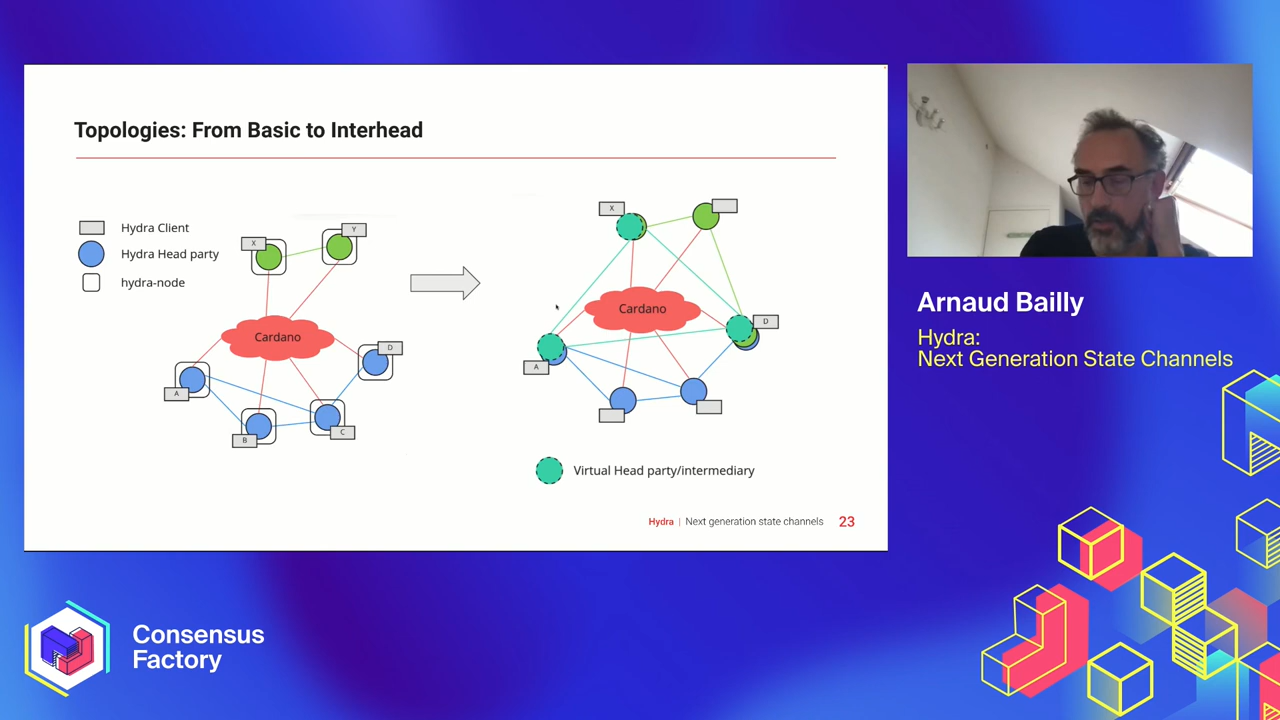 Topologies: From Basic to Interhead
Hydra Client
Hydra Head party
hydra-node
X
Y
Cardano
A
B
C
D
X
Cardano
D
A
Virtual Head party/intermediary
Hydra | Next generation state channels 23
Arnaud Bailly
Hydra:
Next Generation State Channels
Consensus
Factory